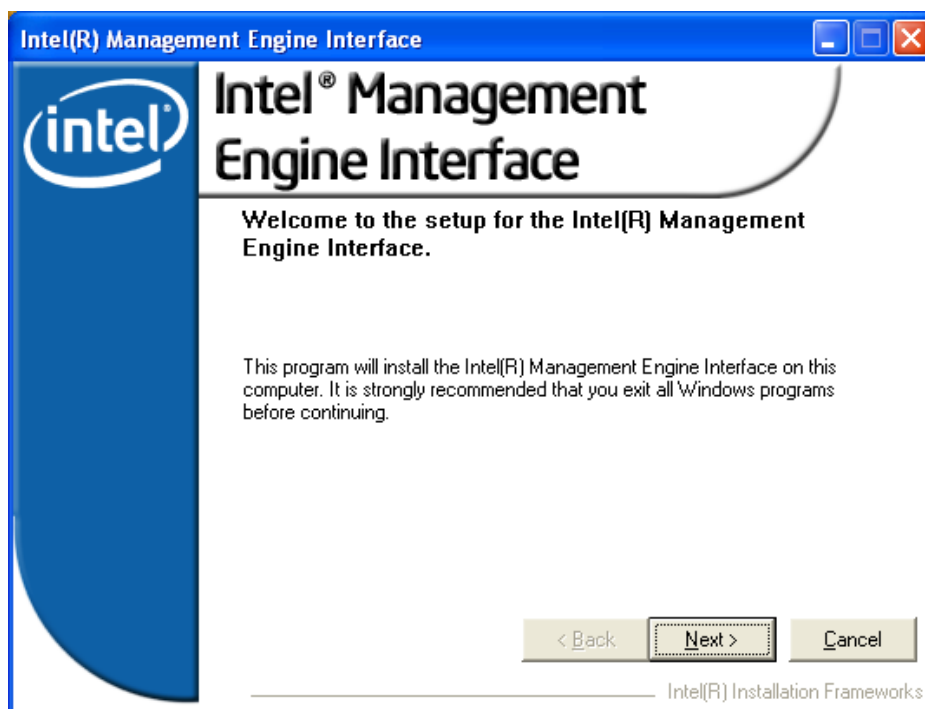 Intel(R) Management Engine Interface
intel®
Intel® Management
Engine Interface
Welcome to the setup for the Intel(R) Management
Engine Interface.
This program will install the Intel(R) Management Engine Interface on this
computer. It is strongly recommended that you exit all Windows programs
before continuing.
< Back
Next >
Cancel
Intel(R) Installation Frameworks